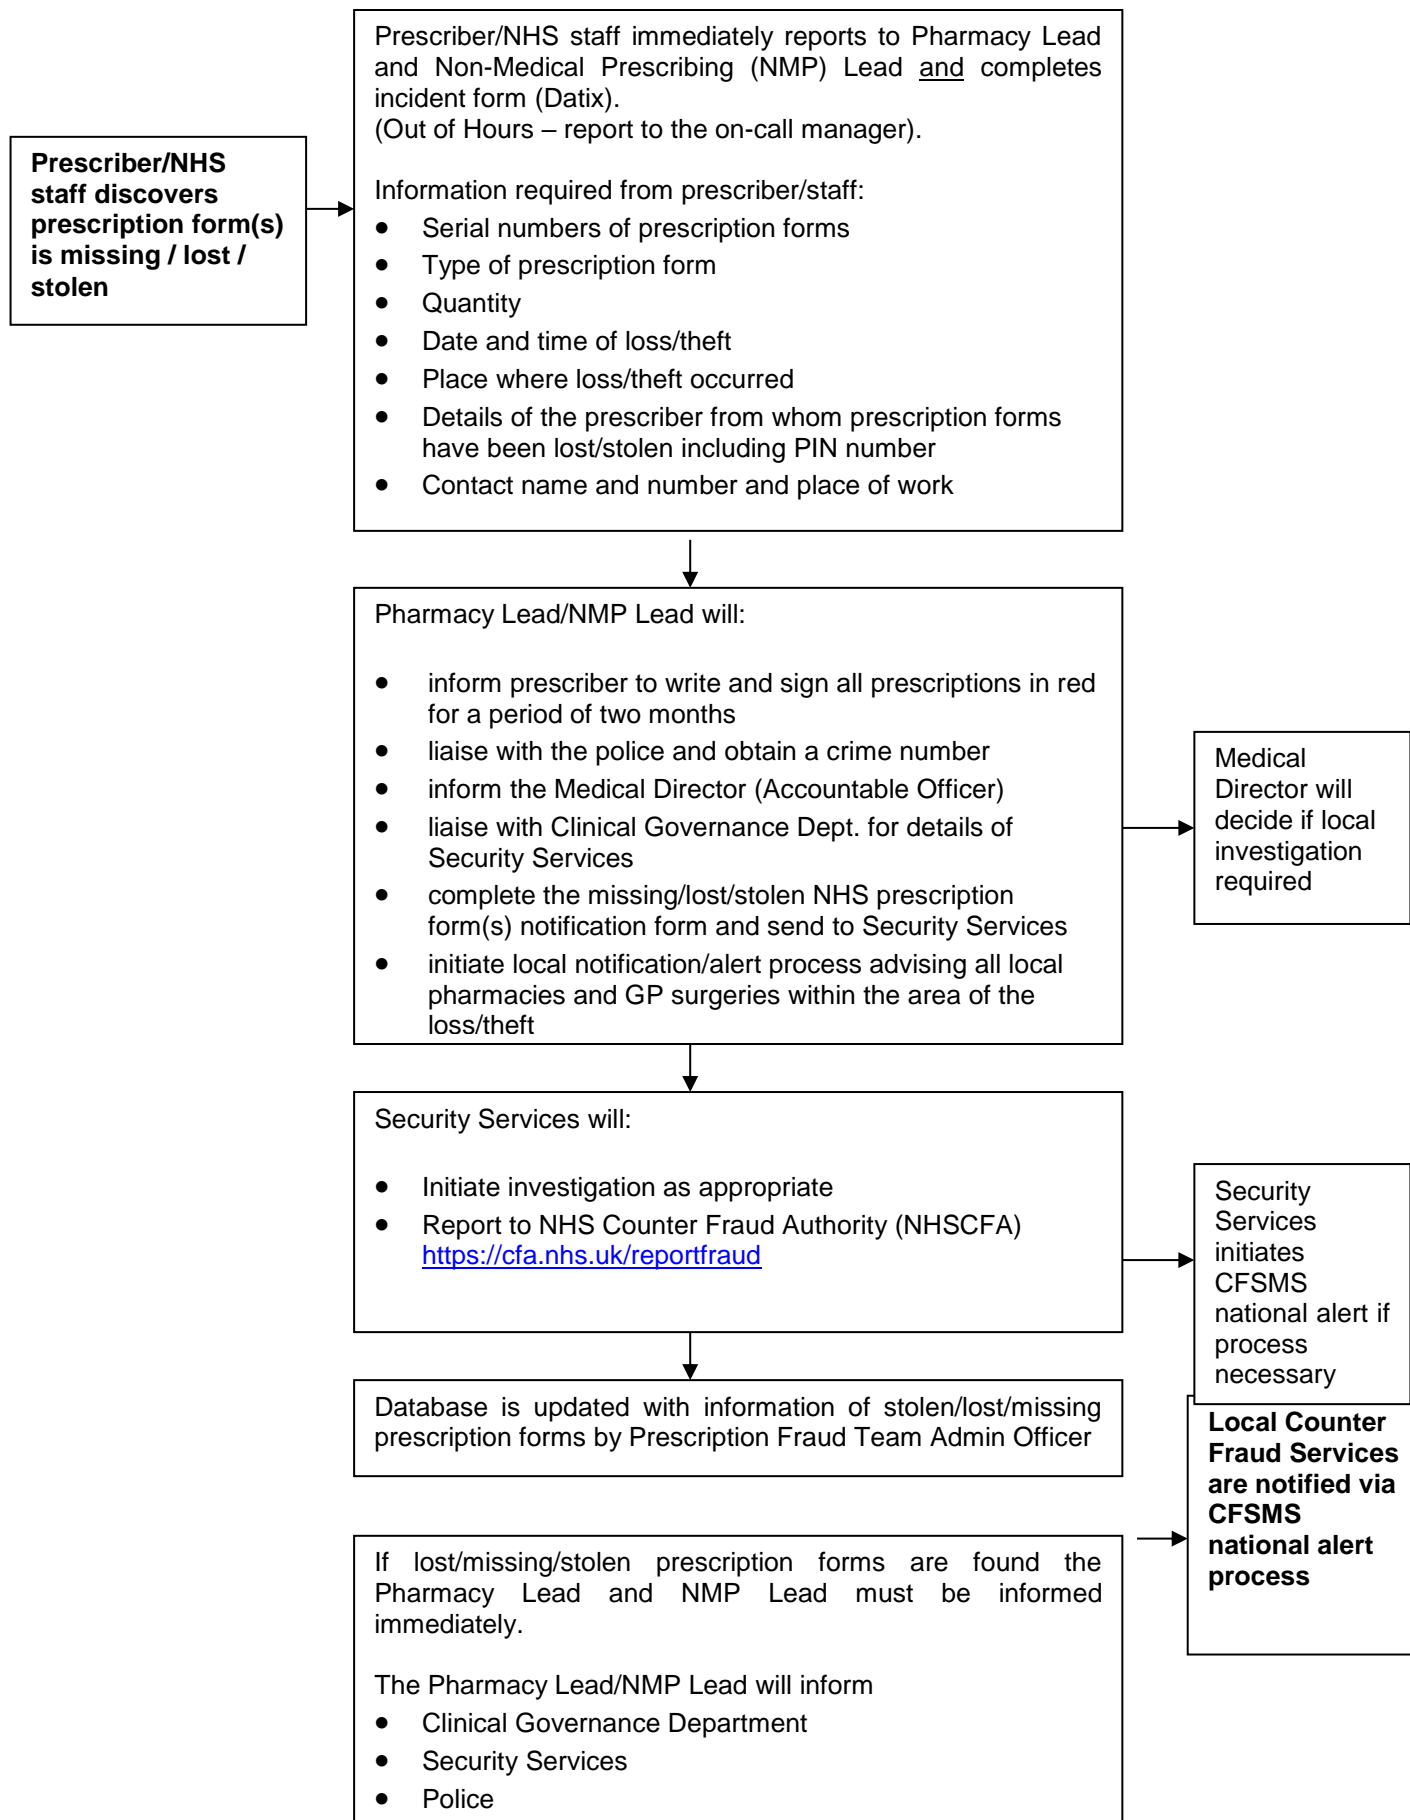 Prescriber/NHS
staff discovers
prescription form(s)
is missing / lost /
stolen
Prescriber/NHS staff immediately reports to Pharmacy Lead
and Non-Medical Prescribing (NMP) Lead and completes
incident form (Datix).
(Out of Hours – report to the on-call manager).
Information required from prescriber/staff:
● Serial numbers of prescription forms
● Type of prescription form
● Quantity
● Date and time of loss/theft
● Place where loss/theft occurred
● Details of the prescriber from whom prescription forms
have been lost/stolen including PIN number
● Contact name and number and place of work
Pharmacy Lead/NMP Lead will:
● inform prescriber to write and sign all prescriptions in red
for a period of two months
● liaise with the police and obtain a crime number
● inform the Medical Director (Accountable Officer)
● liaise with Clinical Governance Dept. for details of
Security Services
● complete the missing/lost/stolen NHS prescription
form(s) notification form and send to Security Services
● initiate local notification/alert process advising all local
pharmacies and GP surgeries within the area of the
loss/theft
Medical
Director will
decide if local
investigation
required
Security Services will:
● Initiate investigation as appropriate
● Report to NHS Counter Fraud Authority (NHSCFA)
https://cfa.nhs.uk/reportfraud
Security
Services
initiates
CFSMS
national alert if
process
necessary
Database is updated with information of stolen/lost/missing
prescription forms by Prescription Fraud Team Admin Officer
Local Counter
Fraud Services
are notified via
CFSMS
national alert
process
If lost/missing/stolen prescription forms are found the
Pharmacy Lead and NMP Lead must be informed
immediately.
The Pharmacy Lead/NMP Lead will inform
● Clinical Governance Department
● Security Services
● Police